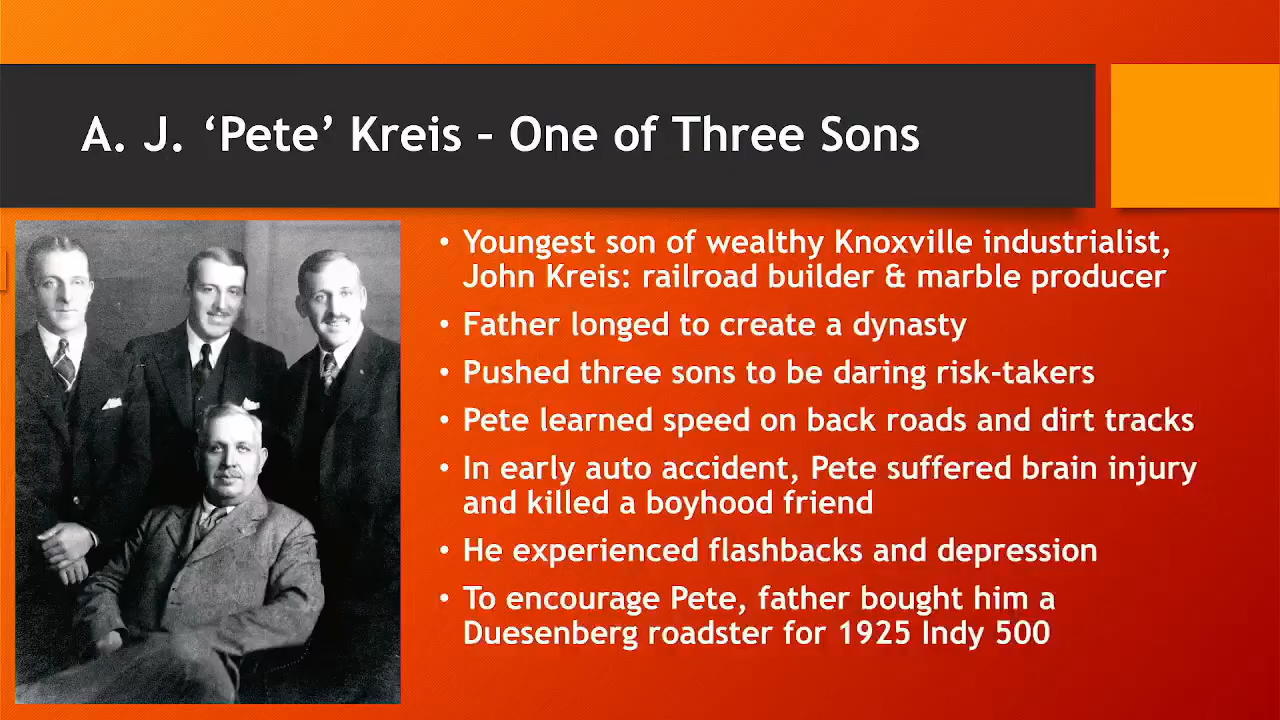 A. J. ‘Pete’ Kreis – One of Three Sons
• Youngest son of wealthy Knoxville industrialist,
John Kreis: railroad builder & marble producer
• Father longed to create a dynasty
• Pushed three sons to be daring risk-takers
• Pete learned speed on back roads and dirt tracks
• In early auto accident, Pete suffered brain injury
and killed a boyhood friend
• He experienced flashbacks and depression
• To encourage Pete, father bought him a
Duesenberg roadster for 1925 Indy 500